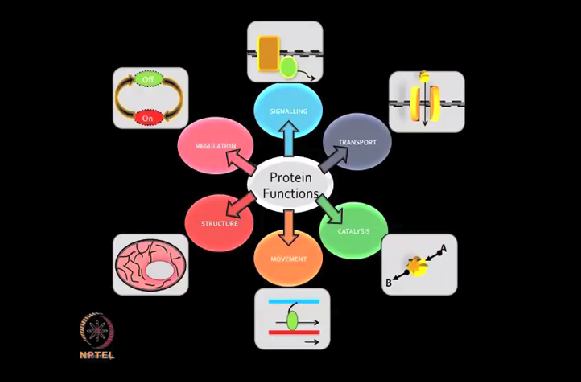 Off
On
SIGNALLING
REGULATION
TRANSPORT
Protein
Functions
STRUCTURE
CATALYSIS
MOVEMENT
A
B
NPTEL